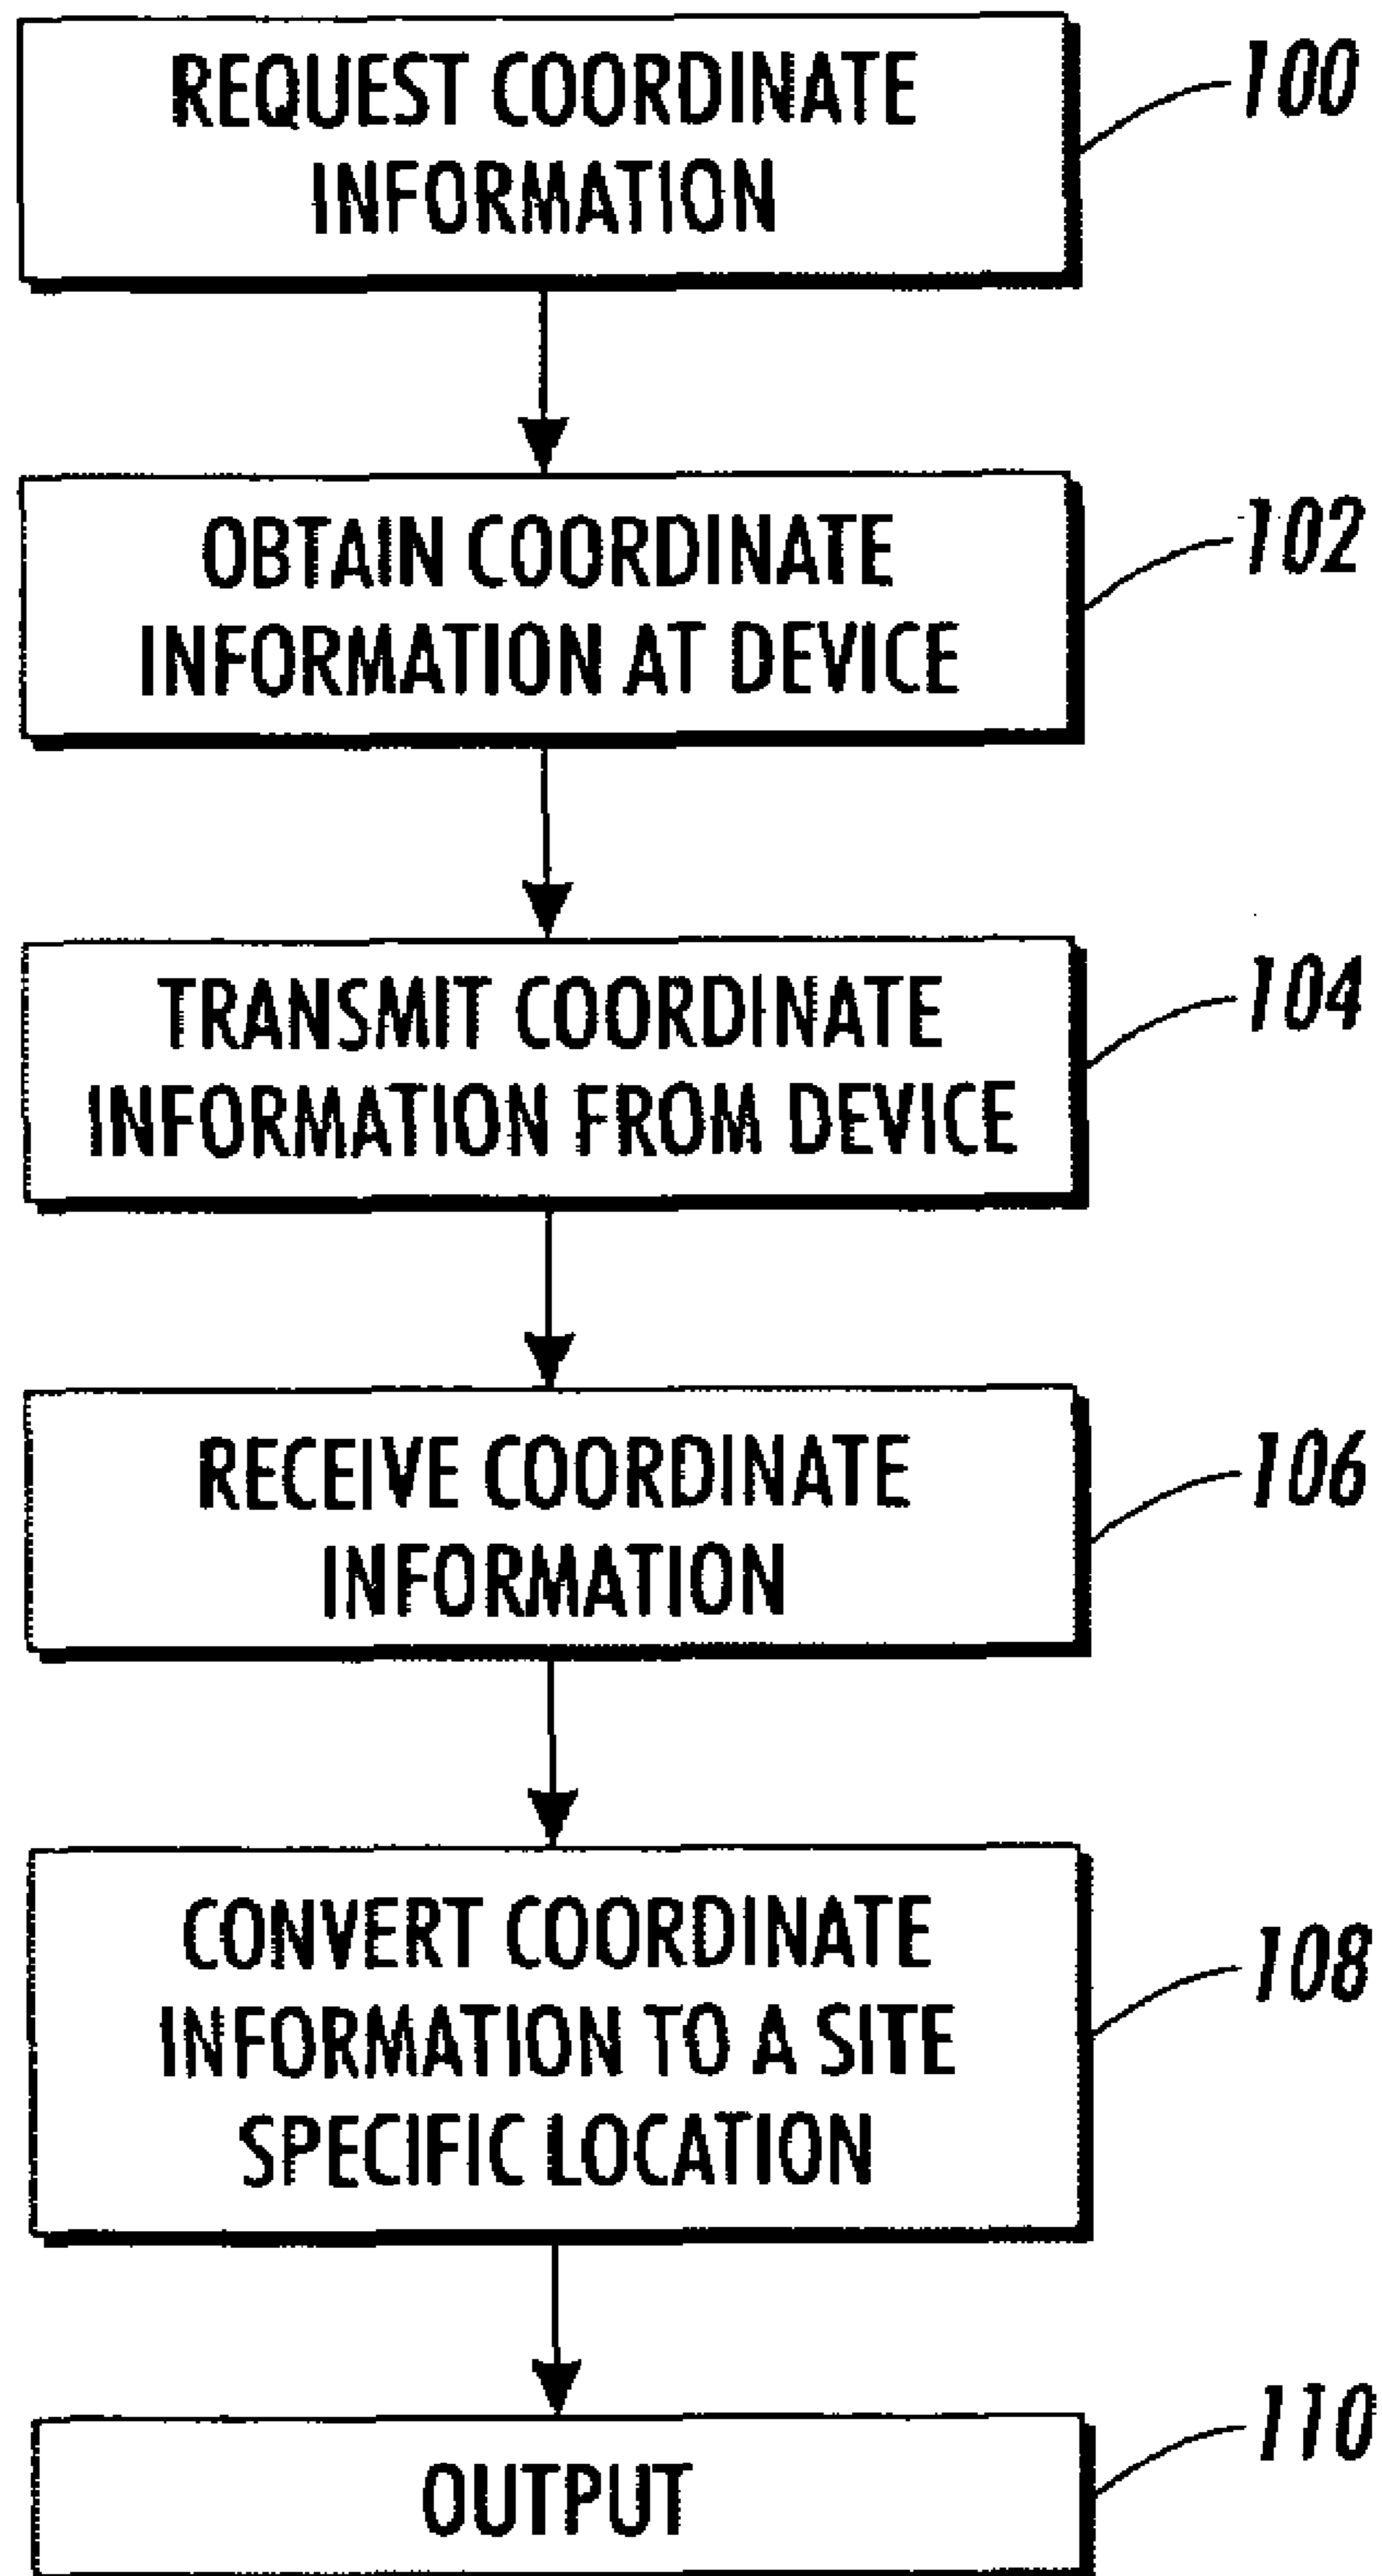 REQUEST COORDINATE
INFORMATION
100
OBTAIN COORDINATE
INFORMATION AT DEVICE
102
TRANSMIT COORDINATE
INFORMATION FROM DEVICE
104
RECEIVE COORDINATE
INFORMATION
106
CONVERT COORDINATE
INFORMATION TO A SITE
SPECIFIC LOCATION
108
OUTPUT
110